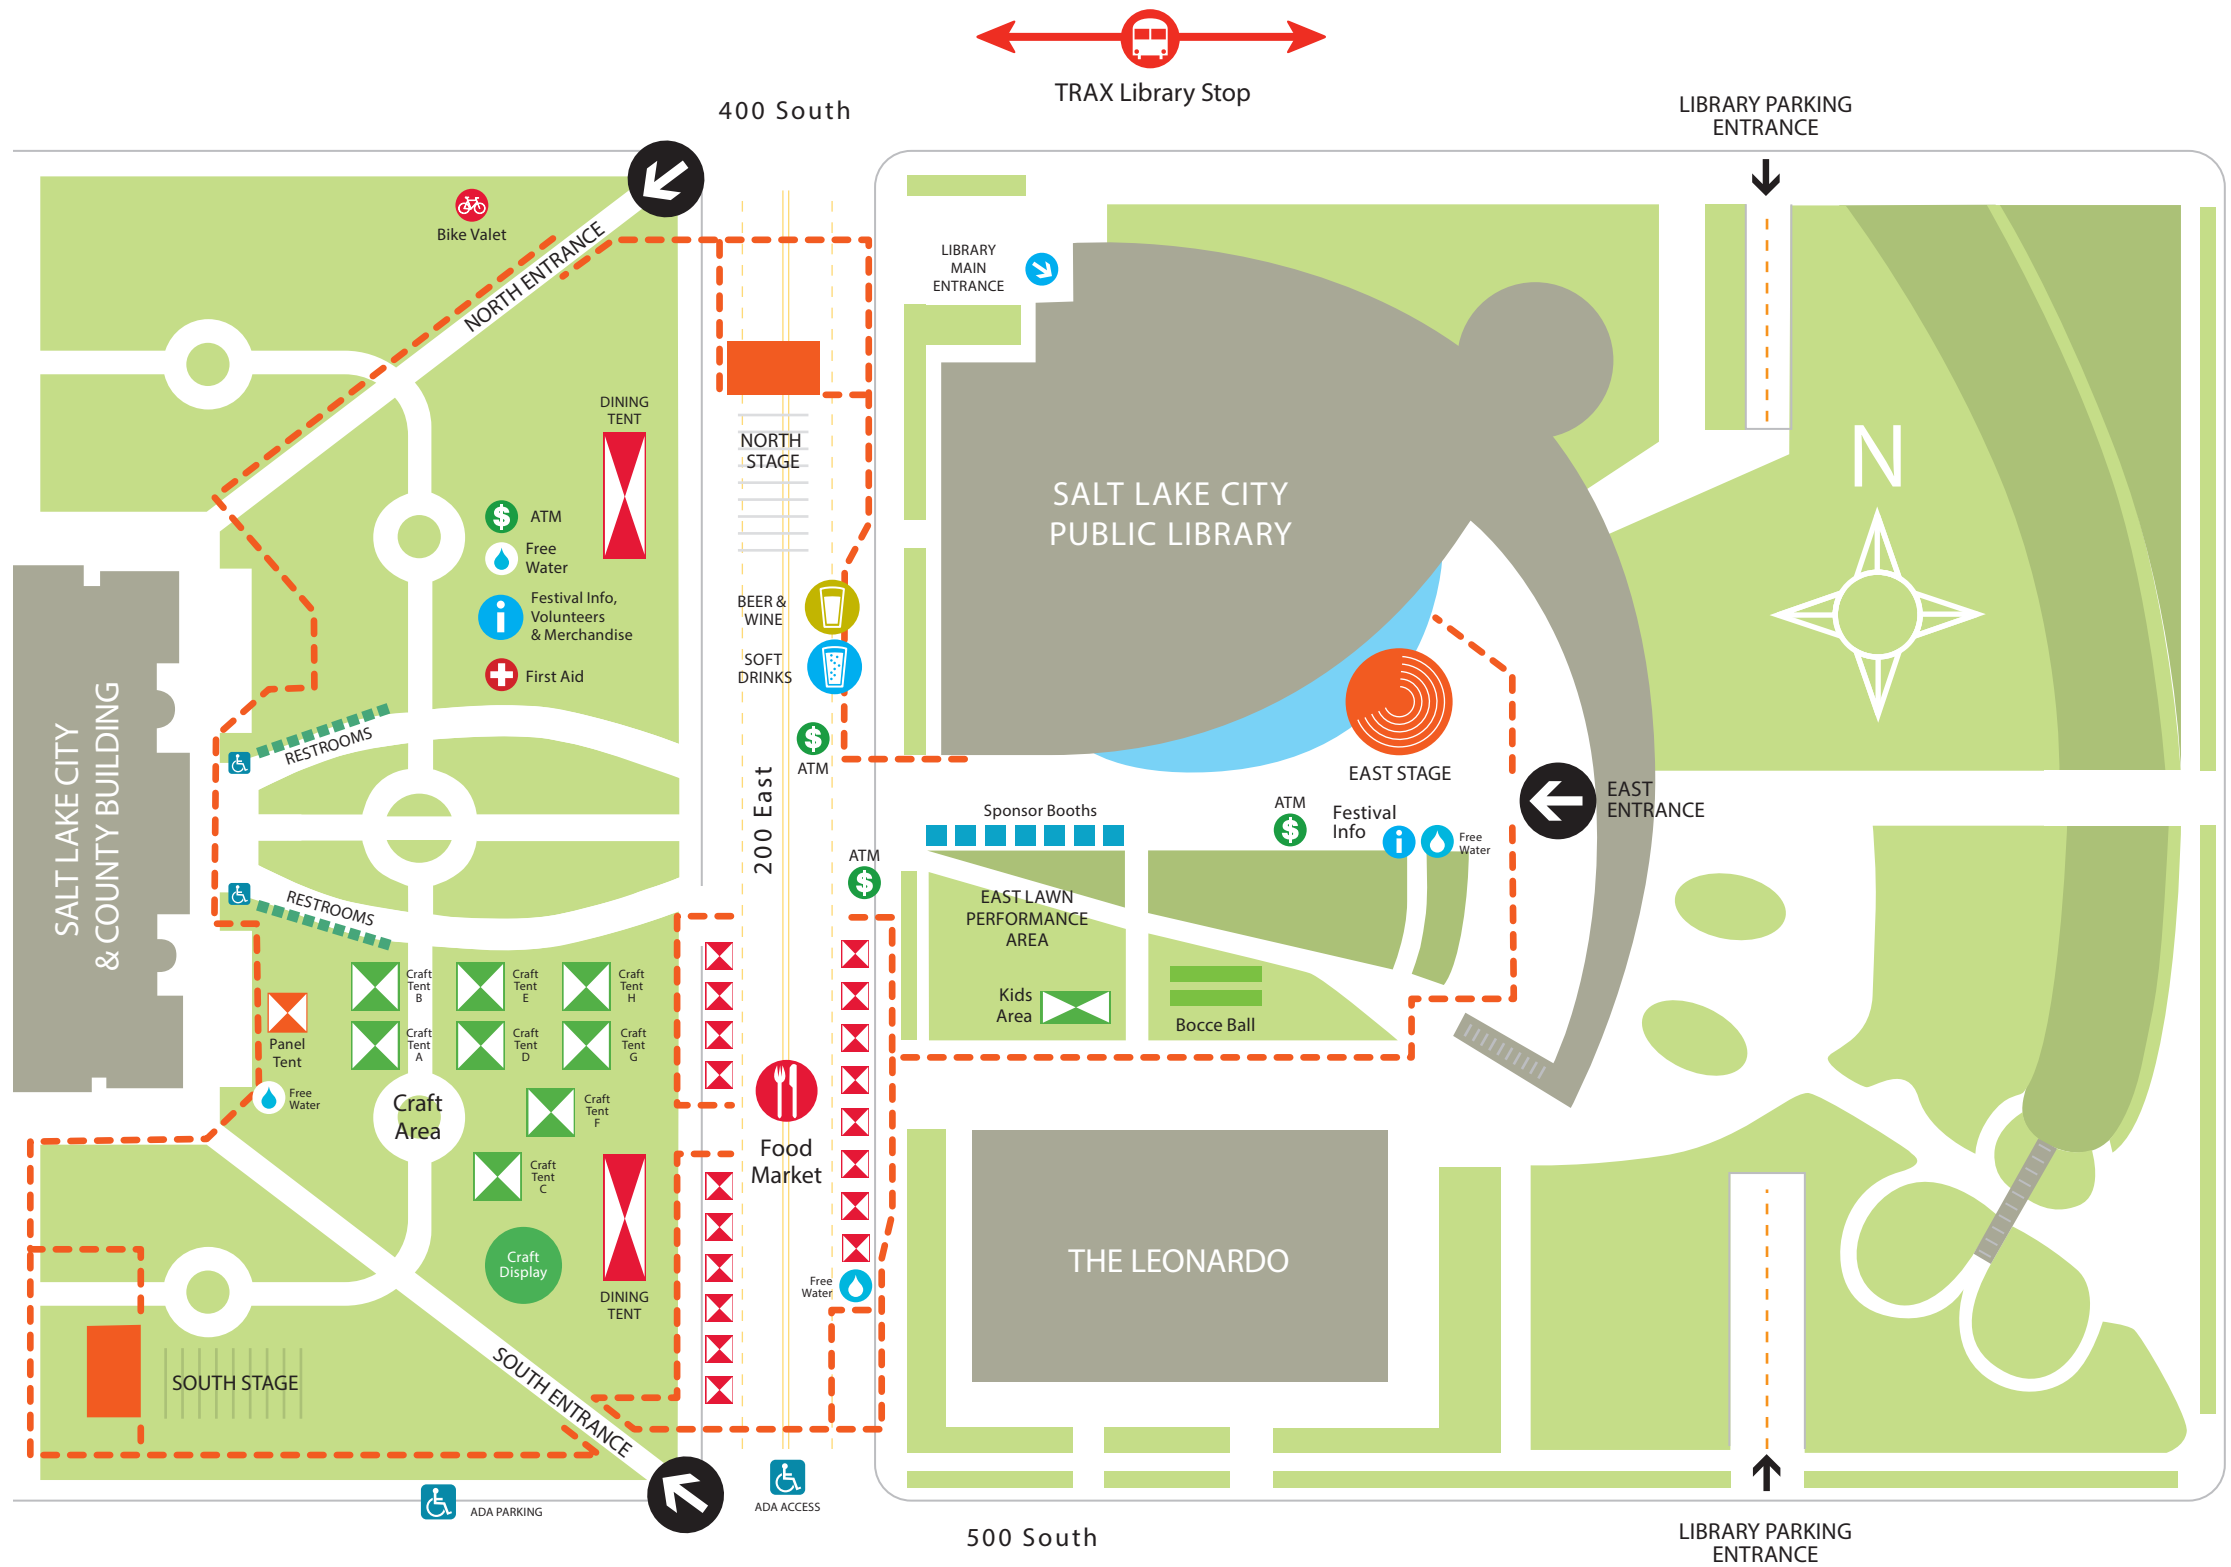 TRAX Library Stop
400 South
LIBRARY PARKING
ENTRANCE
Bike Valet
NORTH ENTRANCE
LIBRARY
MAIN
ENTRANCE
DINING
TENT
NORTH
STAGE
SALT LAKE CITY
PUBLIC LIBRARY
N
$ ATM
Free
Water
i
Festival Info,
Volunteers
& Merchandise
First Aid
BEER &
WINE
SOFT
DRINKS
SALT LAKE CITY
& COUNTY BUILDING
RESTROOMS
$
ATM
200 East
EAST STAGE
EAST
ENTRANCE
Sponsor Booths
ATM
$
Festival
Info
i
Free
Water
ATM
$
RESTROOMS
EAST LAWN
PERFORMANCE
AREA
Craft
Tent
B
Craft
Tent
E
Craft
Tent
H
Kids
Area
Bocce Ball
Panel
Tent
Craft
Tent
A
Craft
Tent
D
Craft
Tent
G
Free
Water
Craft
Area
Craft
Tent
F
Food
Market
Craft
Tent
C
Craft
Display
DINING
TENT
Free
Water
THE LEONARDO
SOUTH STAGE
SOUTH ENTRANCE
ADA PARKING
ADA ACCESS
500 South
LIBRARY PARKING
ENTRANCE